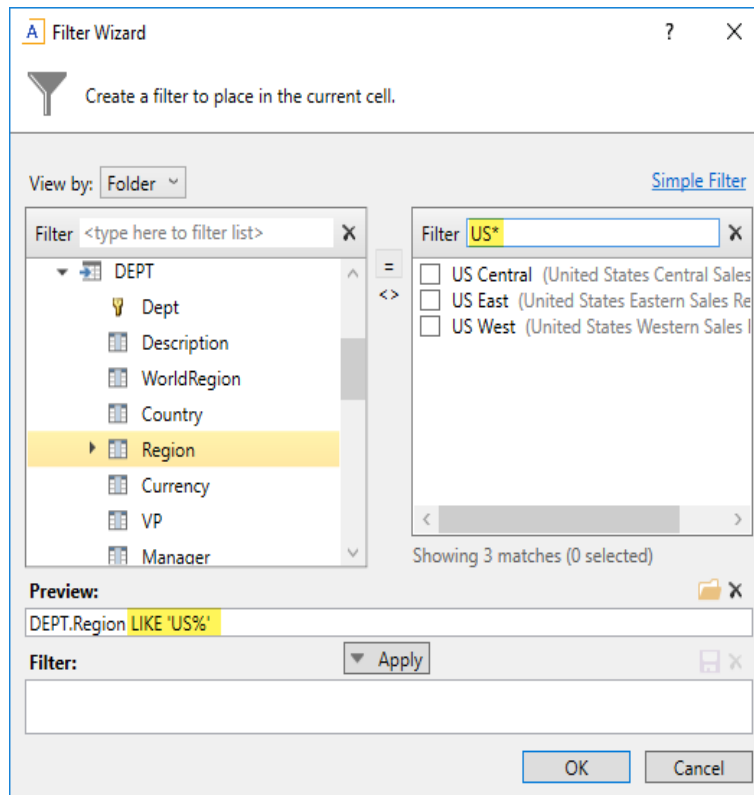 A Filter Wizard ?
Create a filter to place in the current cell.
View by: Folder
Simple Filter
Filter <type here to filter list>
DEPT
Dept
Description
WorldRegion
Country
Region
Currency
VP
Manager
=
<>
Filter US*
US Central (United States Central Sales
US East (United States Eastern Sales Re
US West (United States Western Sales
Showing 3 matches (0 selected)
Preview:
DEPT.Region LIKE 'US%'
Filter:
Apply
OK
Cancel